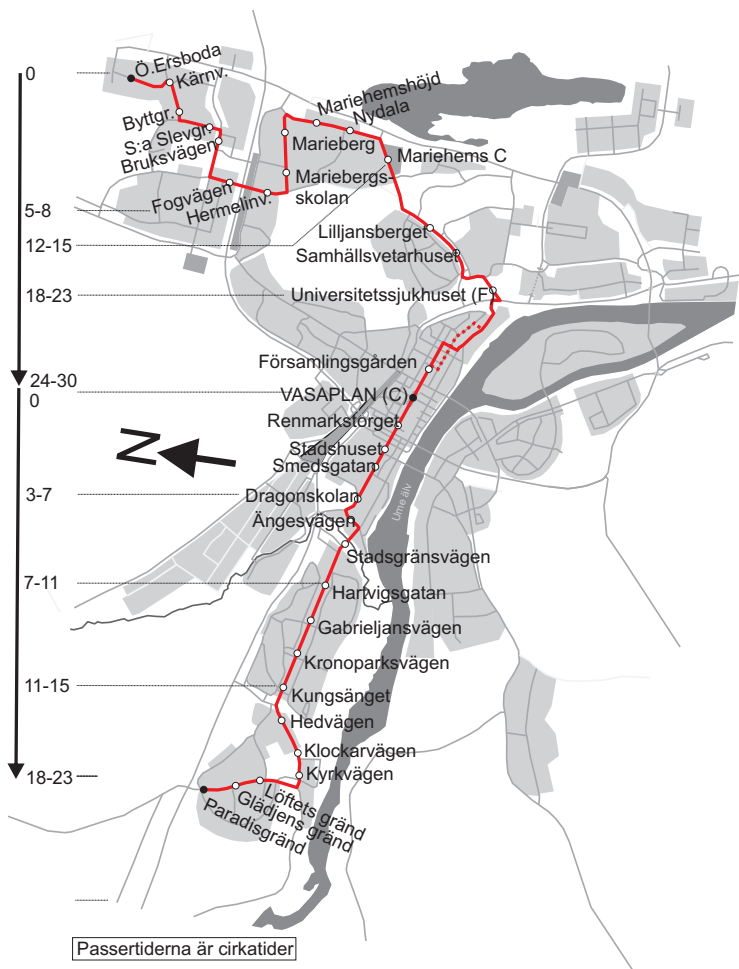 0
Ö.Ersboda
Kärnv.
Byttgr.
S:a Slevgr.
Bruksvägen
Mariehemshöjd
Nydala
Marieberg
Mariehems C
Mariebergs-
skolan
Fogvägen
Hermelinv.
5-8
12-15
Lilljansberget
Samhällsvetarhuset
18-23
Universitetssjukhuset (F)
Församlingsgården
24-30
0
VASAPLAN (C)
Renmarkstorget
N
Stadshuset
Smedsgatan
3-7
Dragonskolan
Ängesvägen
Ume älv
Stadsgränsvägen
7-11
Hartvigsgatan
Gabrieljansvägen
Kronoparksvägen
11-15
Kungsänget
Hedvägen
Klockarvägen
18-23
Kyrkvägen
Löftets gränd
Glädjens gränd
Paradisgränd
Passertiderna är cirkatider